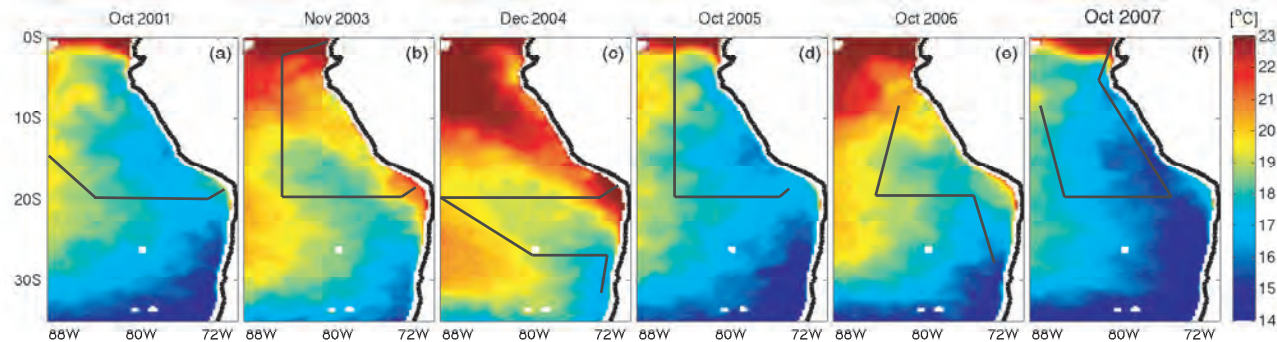 Oct 2001 Nov 2003 Dec 2004 Oct 2005 Oct 2006 Oct 2007 [°C]
0S (a) (b) (c) (d) (e) (f) 23
22
21
10S 20
19
20S 18
17
16
30S 15
14
88W 80W 72W 88W 80W 72W 88W 80W 72W 88W 80W 72W 88W 80W 72W 88W 80W 72W